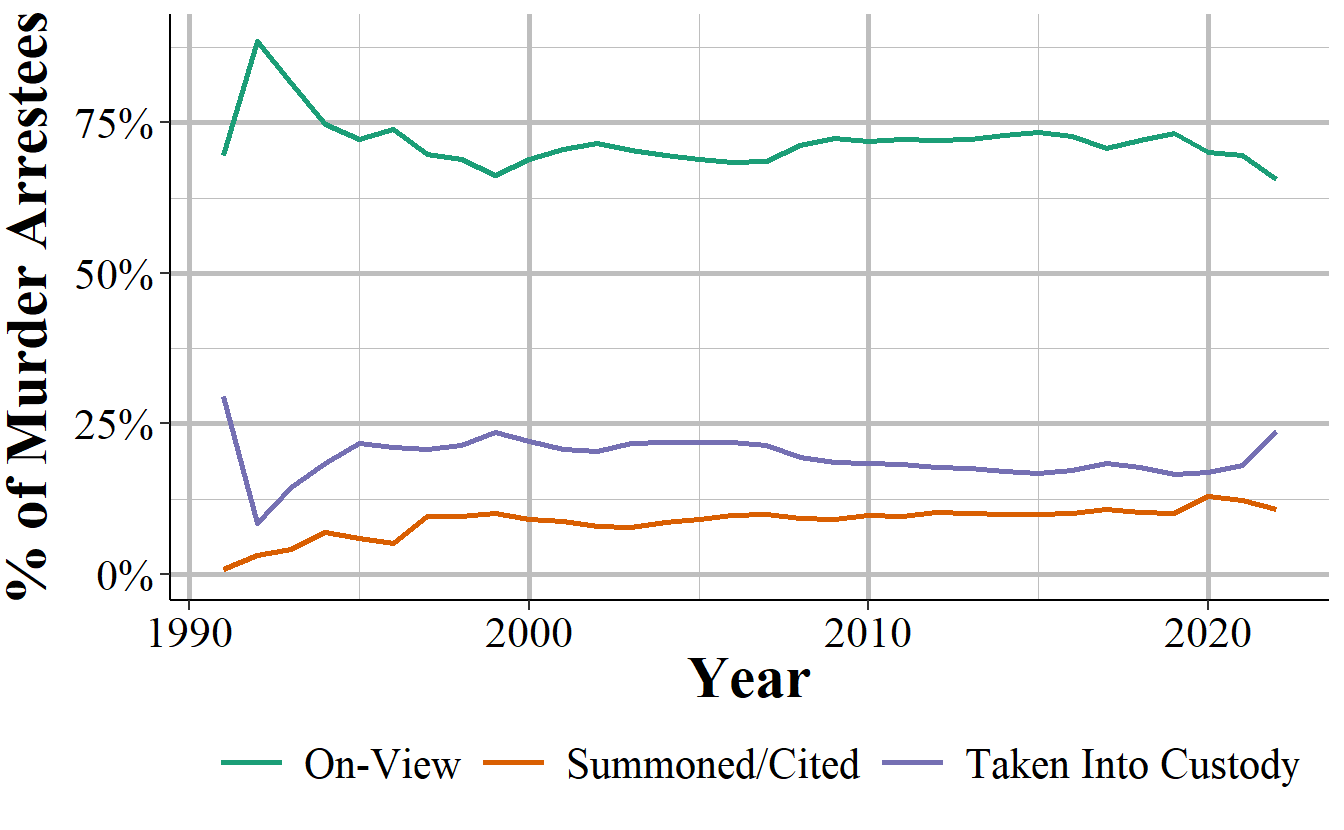 % of Murder Arrestees
75%
50%
25%
0%
1990 2000 2010 2020
Year
On-View Summoned/Cited Taken Into Custody